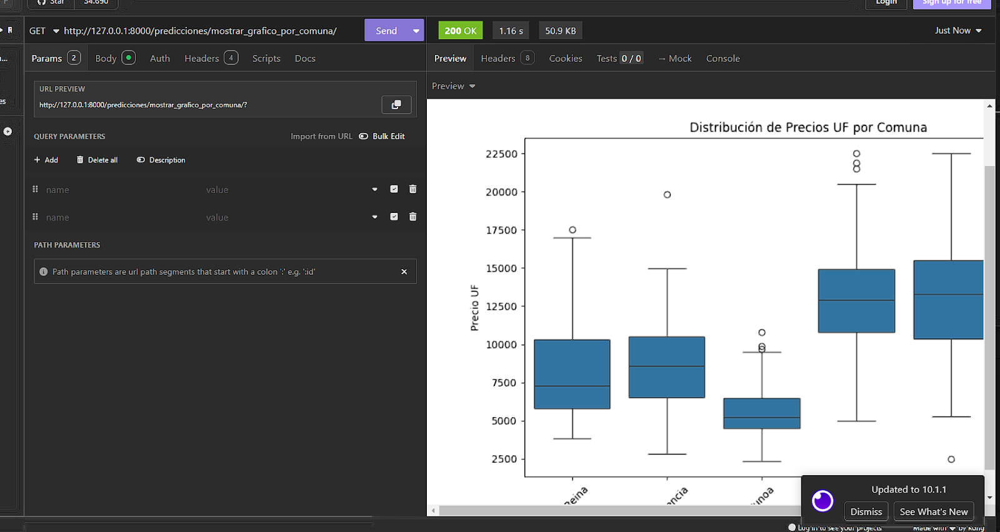 Star
34.690
Login
Sign up for free
GET http://127.0.0.1:8000/predicciones/mostrar_grafico_por_comuna/
Send
200 OK
1.16 s
50.9 KB
Just Now
Params 2
Body
Auth
Headers 4
Scripts
Docs
Preview
Headers 8
Cookies
Tests 0 / 0
→ Mock
Console
URL PREVIEW
http://127.0.0.1:8000/predicciones/mostrar_grafico_por_comuna/?
Preview
QUERY PARAMETERS
Import from URL
Bulk Edit
+ Add
Delete all
Description
name value
name value
PATH PARAMETERS
Path parameters are url path segments that start with a colon ':' e.g. ':id'
Distribución de Precios UF por Comuna
Precio UF
22500
20000
17500
15000
12500
10000
7500
5000
2500
Reina
encia
unoa
Updated to 10.1.1
Dismiss
See What's New
Log in to see your projects
Made with ♥ by Kong